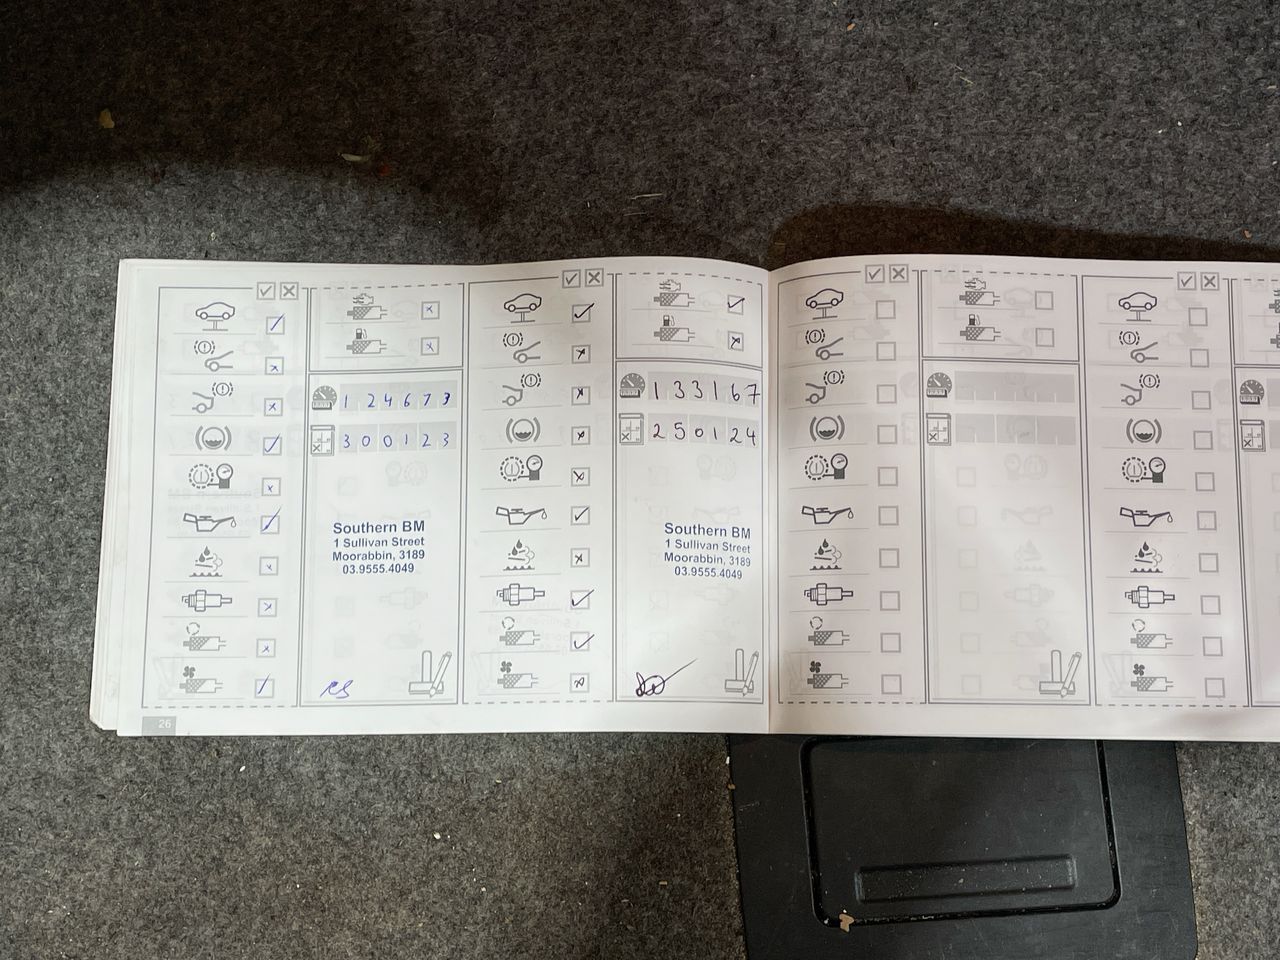 1 2 4 6 7 3
3 0 0 1 2 3
Southern BM
1 Sullivan Street
Moorabbin, 3189
03.9555.4049
1 3 3 1 6 7
2 5 0 1 2 4
Southern BM
1 Sullivan Street
Moorabbin, 3189
03.9555.4049
26